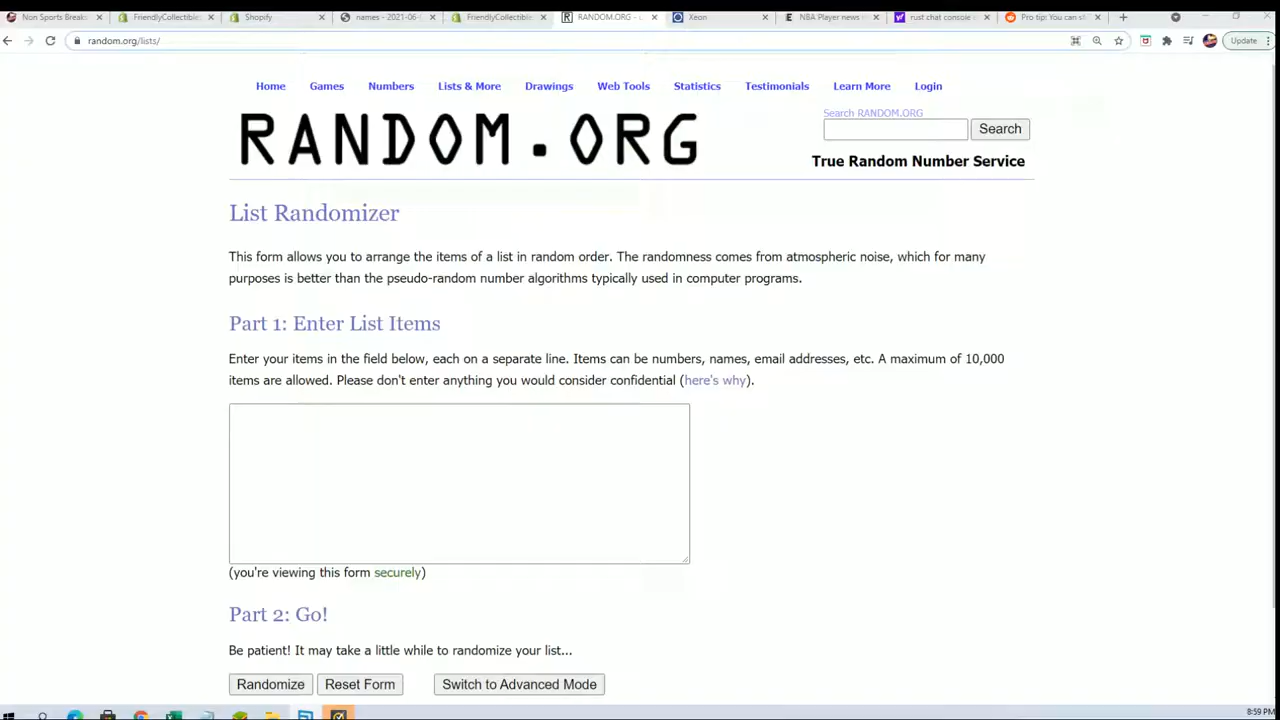 Non Sports Breaks
FriendlyCollectibles
Shopify
names - 2021-06-
FriendlyCollectible
RANDOM.ORG - L
Xeon
NBA Player news
rust chat console c
Pro tip: You can s
random.org/lists/
Update
Home Games Numbers Lists & More Drawings Web Tools Statistics Testimonials Learn More Login
RANDOM.ORG
Search RANDOM.ORG
Search
True Random Number Service
List Randomizer
This form allows you to arrange the items of a list in random order. The randomness comes from atmospheric noise, which for many
purposes is better than the pseudo-random number algorithms typically used in computer programs.
Part 1: Enter List Items
Enter your items in the field below, each on a separate line. Items can be numbers, names, email addresses, etc. A maximum of 10,000
items are allowed. Please don't enter anything you would consider confidential (here's why).
(you're viewing this form securely)
Part 2: Go!
Be patient! It may take a little while to randomize your list...
Randomize Reset Form Switch to Advanced Mode
8:59 PM